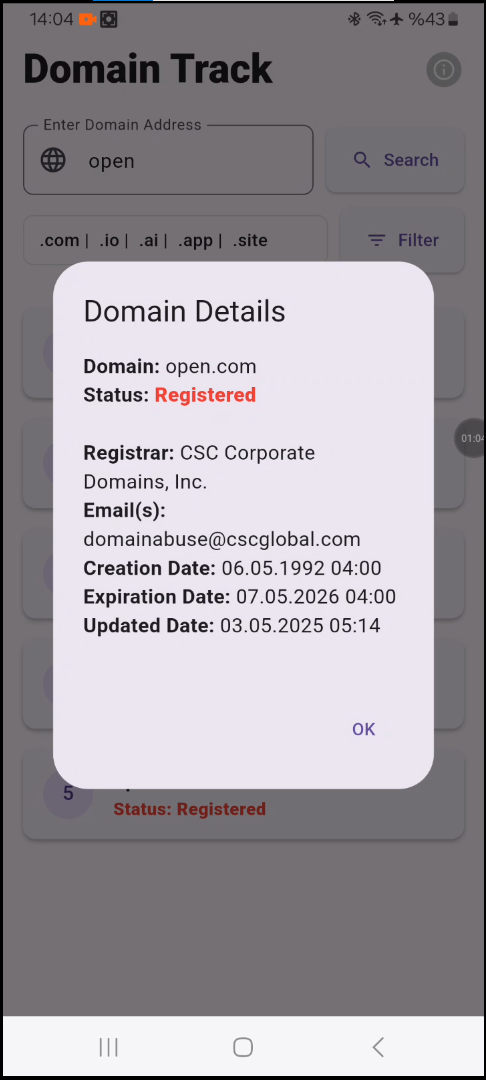 14:04 %43
Domain Track
Enter Domain Address
open
Search
.com | .io | .ai | .app | .site
Filter
Domain Details
Domain: open.com
Status: Registered
Registrar: CSC Corporate
Domains, Inc.
Email(s):
domainabuse@cscglobal.com
Creation Date: 06.05.1992 04:00
Expiration Date: 07.05.2026 04:00
Updated Date: 03.05.2025 05:14
OK
5
Status: Registered